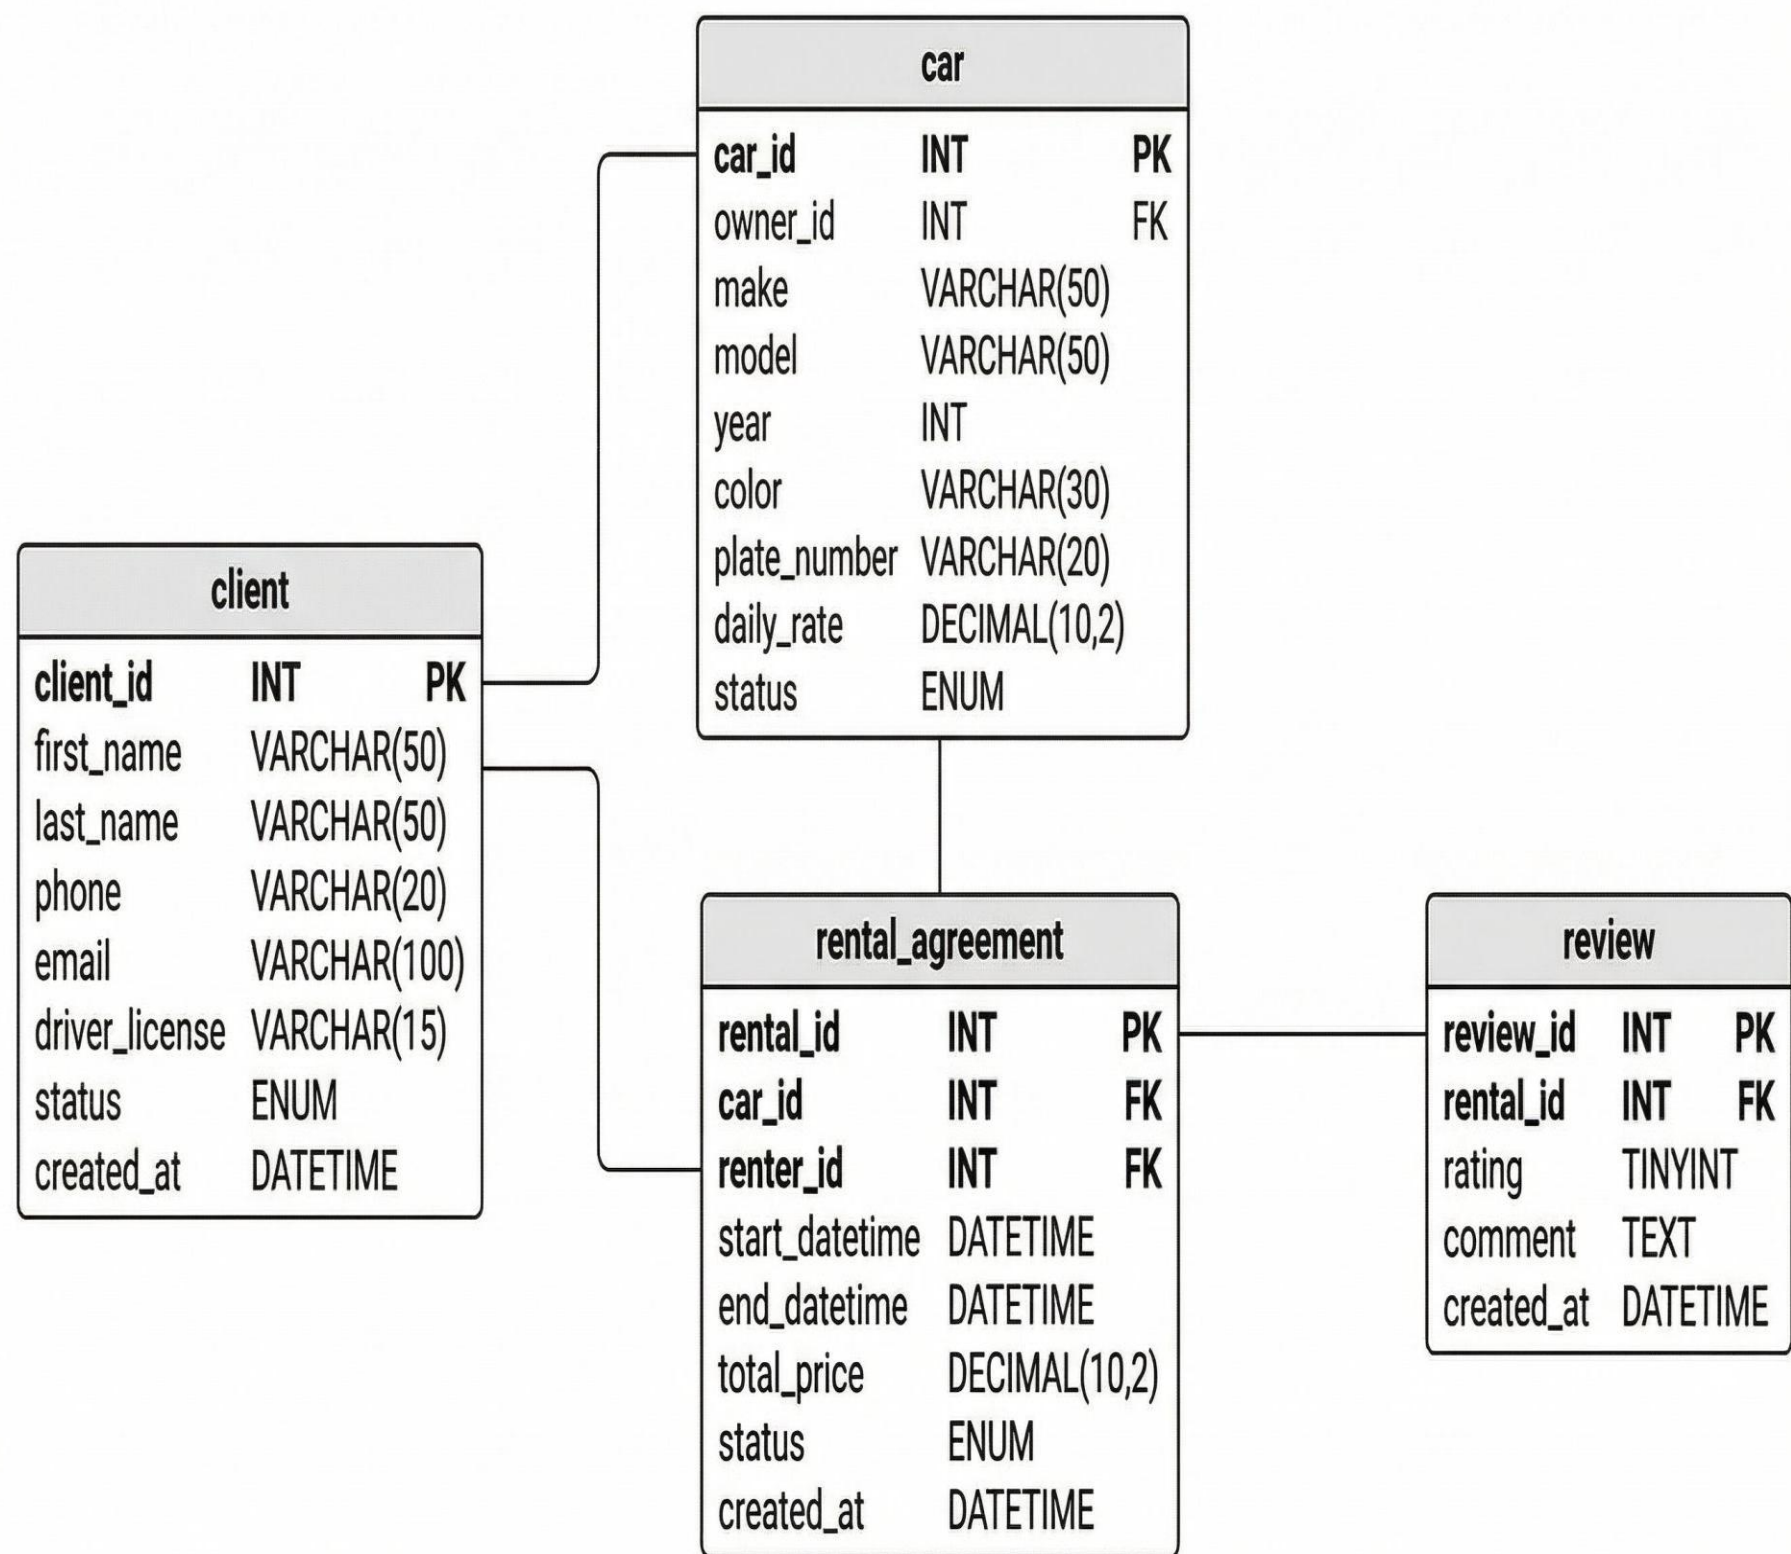 car
car_id INT PK
owner_id INT FK
make VARCHAR(50)
model VARCHAR(50)
year INT
color VARCHAR(30)
plate_number VARCHAR(20)
daily_rate DECIMAL(10,2)
status ENUM
client
client_id INT PK
first_name VARCHAR(50)
last_name VARCHAR(50)
phone VARCHAR(20)
email VARCHAR(100)
driver_license VARCHAR(15)
status ENUM
created_at DATETIME
rental_agreement
rental_id INT PK
car_id INT FK
renter_id INT FK
start_datetime DATETIME
end_datetime DATETIME
total_price DECIMAL(10,2)
status ENUM
created_at DATETIME
review
review_id INT PK
rental_id INT FK
rating TINYINT
comment TEXT
created_at DATETIME